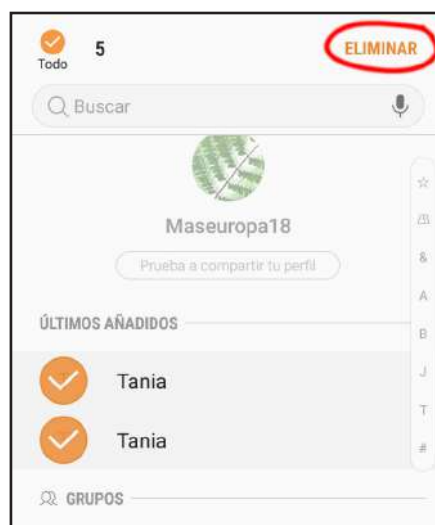 5
ELIMINAR
Todo
Buscar
Maseuropa18
Prueba a compartir tu perfil
ÚLTIMOS AÑADIDOS
Tania
Tania
GRUPOS
&
A
B
J
T
#